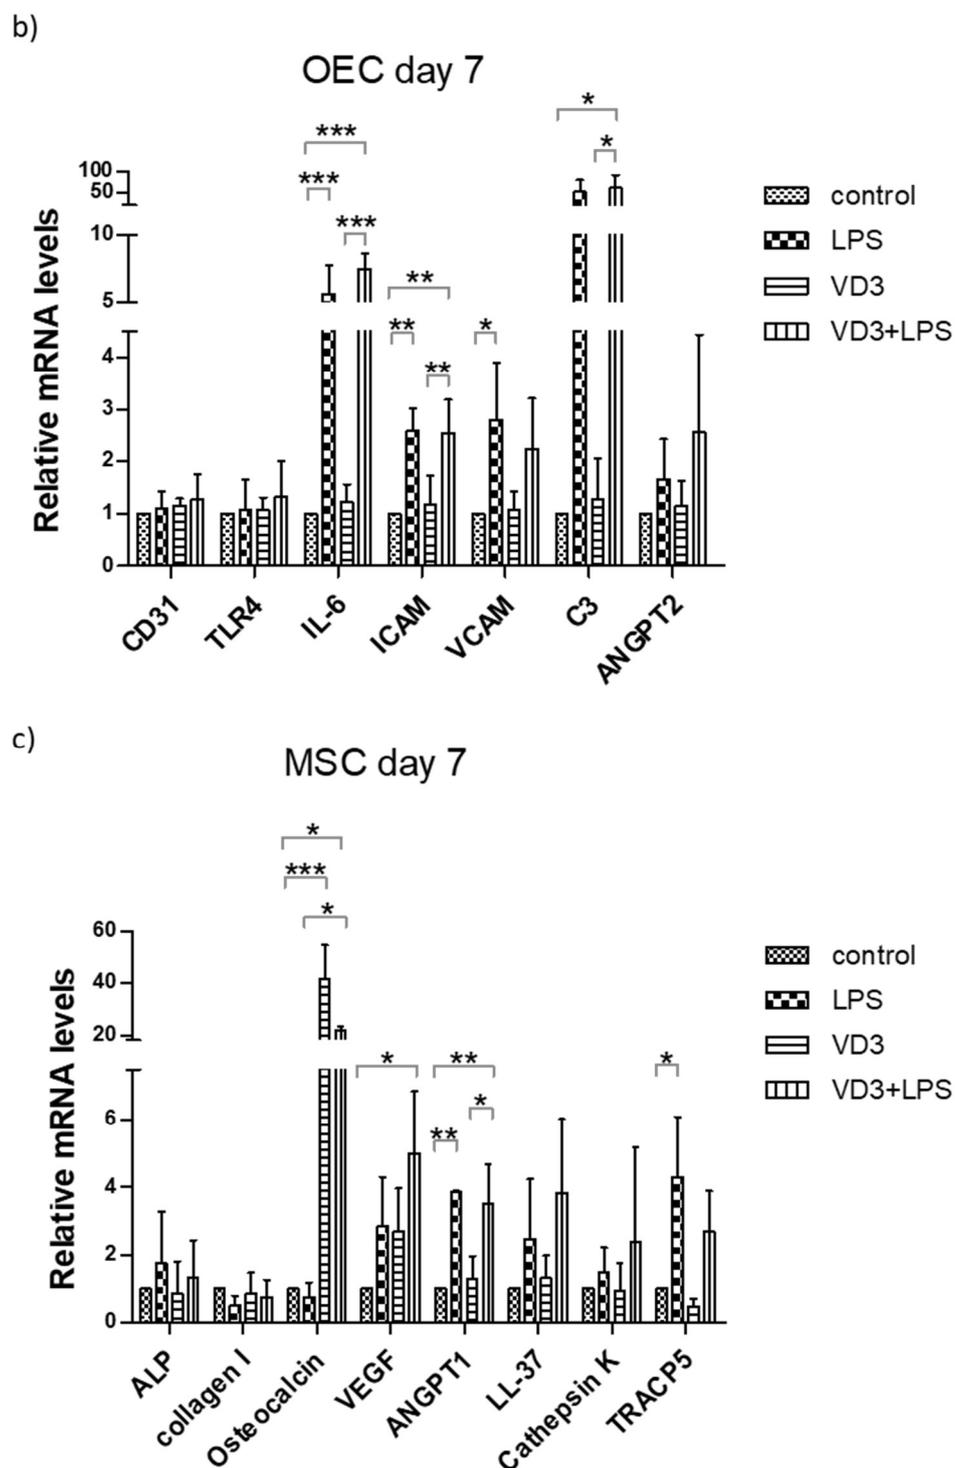 b)
OEC day 7
Relative mRNA levels
100
50
10
5
4
3
2
1
0
***
***
***
**
**
**
*
*
*
CD31
TLR4
IL-6
ICAM
VCAM
C3
ANGPT2
control
LPS
VD3
VD3+LPS
c)
MSC day 7
Relative mRNA levels
60
40
20
6
4
2
0
*
***
*
*
**
*
**
*
ALP
collagen I
Osteocalcin
VEGF
ANGPT1
LL-37
Cathepsin K
TRACP5
control
LPS
VD3
VD3+LPS